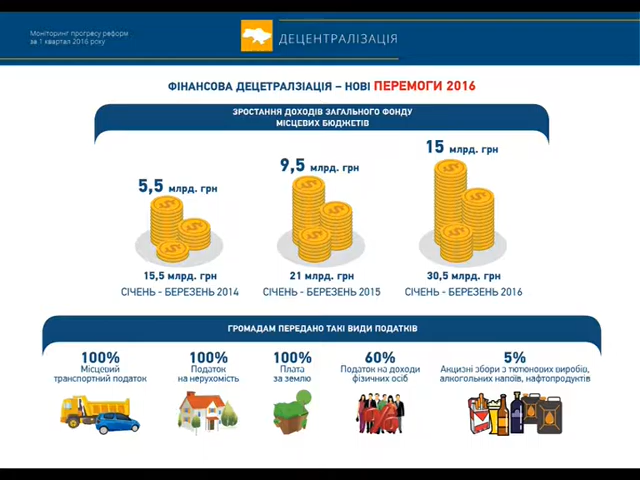 Моніторинг прогресу реформ
за 1 квартал 2016 року
ДЕЦЕНТРАЛІЗАЦІЯ
ФІНАНСОВА ДЕЦЕТРАЛЗІАЦІЯ – НОВІ ПЕРЕМОГИ 2016
ЗРОСТАННЯ ДОХОДІВ ЗАГАЛЬНОГО ФОНДУ
МІСЦЕВИХ БЮДЖЕТІВ
5,5 млрд. грн
9,5 млрд. грн
15 млрд. грн
15,5 млрд. грн
21 млрд. грн
30,5 млрд. грн
СІЧЕНЬ - БЕРЕЗЕНЬ 2014
СІЧЕНЬ - БЕРЕЗЕНЬ 2015
СІЧЕНЬ - БЕРЕЗЕНЬ 2016
ГРОМАДАМ ПЕРЕДАНО ТАКІ ВИДИ ПОДАТКІВ
100%
Місцевий
транспортний податок
100%
Податок
на нерухомість
100%
Плата
за землю
60%
Податок на доходи
фізичних осіб
5%
Акцизні збори з тютюнових виробів,
алкогольних напоїв, нафтопродуктів